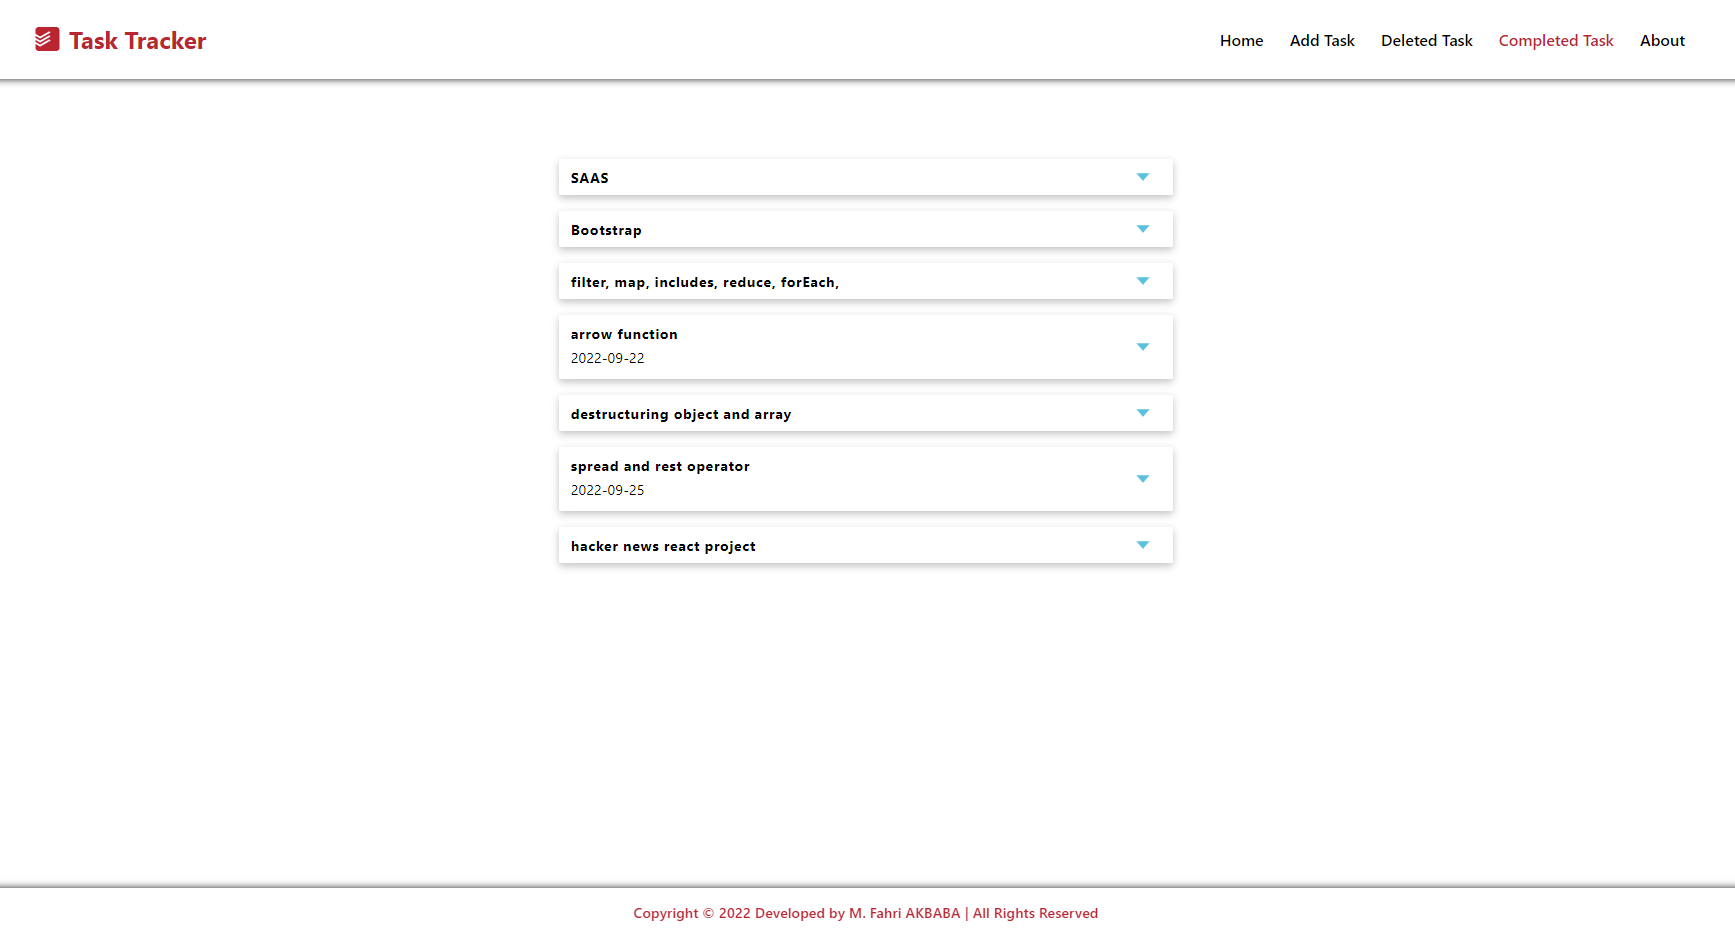 Task Tracker
Home
Add Task
Deleted Task
Completed Task
About
SAAS
Bootstrap
filter, map, includes, reduce, forEach,
arrow function
2022-09-22
destructuring object and array
spread and rest operator
2022-09-25
hacker news react project
Copyright © 2022 Developed by M. Fahri AKBABA | All Rights Reserved